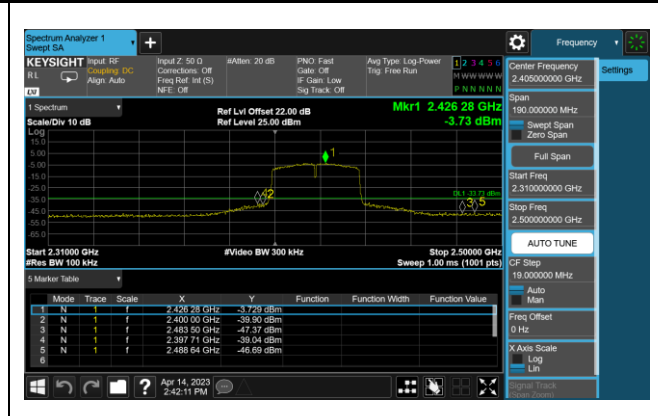 Spectrum Analyzer 1
Swept SA
Frequency
KEYSIGHT
RL
LXI
Input: RF
Coupling: DC
Align: Auto
Input Z: 50 Ω
Corrections: Off
Freq Ref: Int (S)
NFE: Off
#Atten: 20 dB
PNO: Fast
Gate: Off
IF Gain: Low
Sig Track: Off
Avg Type: Log-Power
Trig: Free Run
1 2 3 4 5 6
M W W W W W
P N N N N N
1 Spectrum
Scale/Div 10 dB
Ref Lvl Offset 22.00 dB
Ref Level 25.00 dBm
Mkr1 2.426 28 GHz
-3.73 dBm
Log
15.0
5.00
-5.00
-15.0
-25.0
-35.0
-45.0
-55.0
-65.0
1
2
3
5
DL1 -33.73 dBm
Start 2.31000 GHz
#Res BW 100 kHz
#Video BW 300 kHz
Stop 2.50000 GHz
Sweep 1.00 ms (1001 pts)
5 Marker Table
Mode Trace Scale X Y Function Function Width Function Value
1 N 1 f 2.426 28 GHz -3.729 dBm
2 N 1 f 2.400 00 GHz -39.90 dBm
3 N 1 f 2.483 50 GHz -47.37 dBm
4 N 1 f 2.397 71 GHz -39.04 dBm
5 N 1 f 2.488 64 GHz -46.69 dBm
6
Center Frequency
2.405000000 GHz
Settings
Span
190.000000 MHz
Swept Span
Zero Span
Full Span
Start Freq
2.310000000 GHz
Stop Freq
2.500000000 GHz
AUTO TUNE
CF Step
19.000000 MHz
Auto
Man
Freq Offset
0 Hz
X Axis Scale
Log
Lin
Signal Track
(Span Zoom)
?
Apr 14, 2023
2:42:11 PM